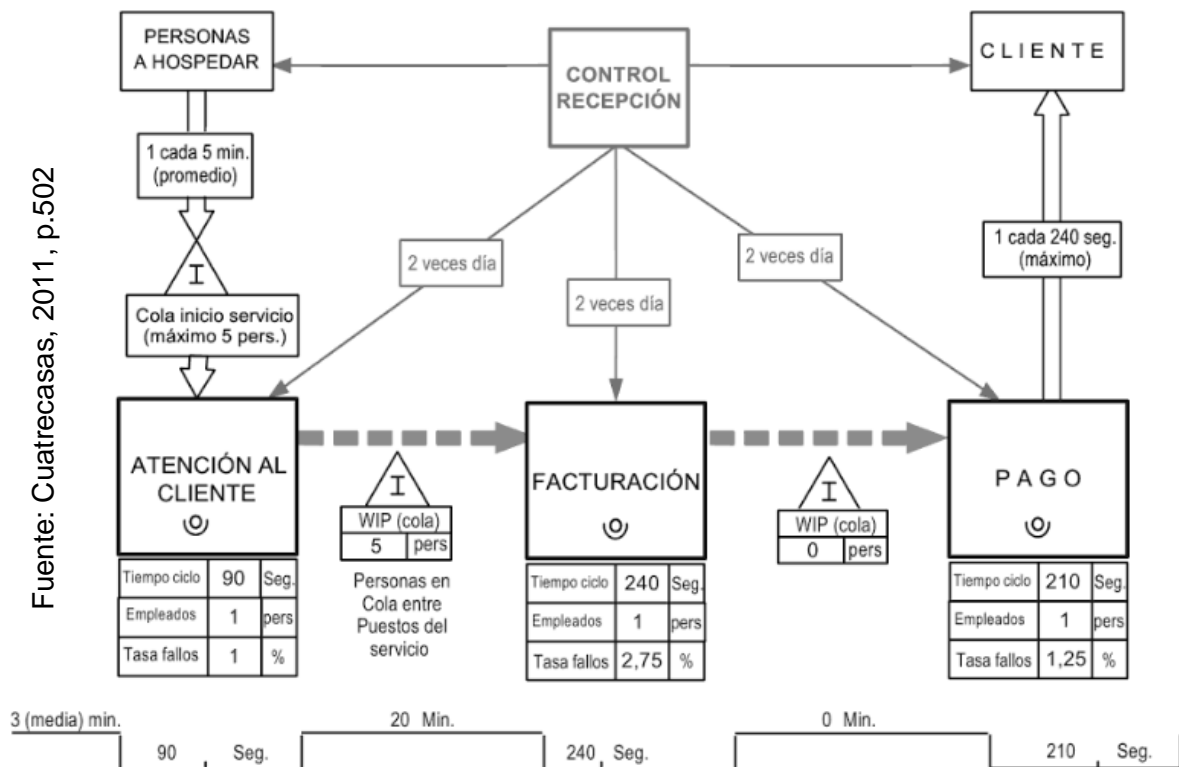 PERSONAS
A HOSPEDAR
CONTROL
RECEPCIÓN
CLIENTE
1 cada 5 min.
(promedio)
I
Cola inicio servicio
(máximo 5 pers.)
2 veces día
2 veces día
2 veces día
1 cada 240 seg.
(máximo)
Fuente: Cuatrecasas, 2011, p.502
ATENCIÓN AL
CLIENTE
Tiempo ciclo 90 Seg.
Empleados 1 pers
Tasa fallos 1 %
I
WIP (cola)
5 pers
Personas en
Cola entre
Puestos del
servicio
FACTURACIÓN
Tiempo ciclo 240 Seg.
Empleados 1 pers
Tasa fallos 2,75 %
I
WIP (cola)
0 pers
PAGO
Tiempo ciclo 210 Seg.
Empleados 1 pers
Tasa fallos 1,25 %
3 (media) min. 20 Min. 0 Min.
90 Seg. 240 Seg. 210 Seg.